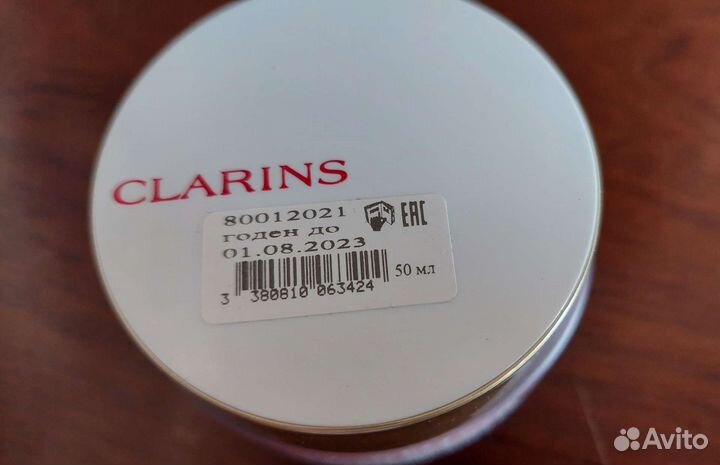 CLARINS
80012021 EAC
годен до
01.08.2023
50 мл
3 380810 063424
Avito